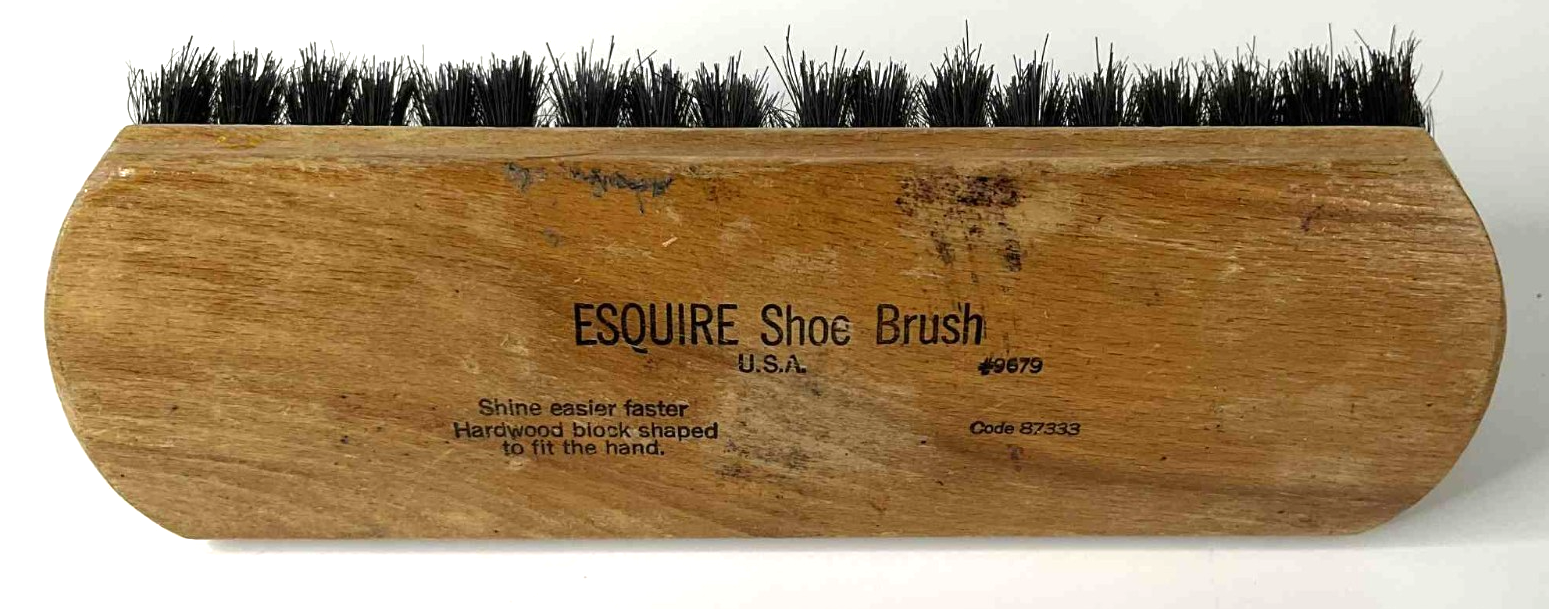 ESQUIRE Shoe Brush
U.S.A.
#9679
Shine easier faster
Hardwood block shaped
to fit the hand.
Code 87333